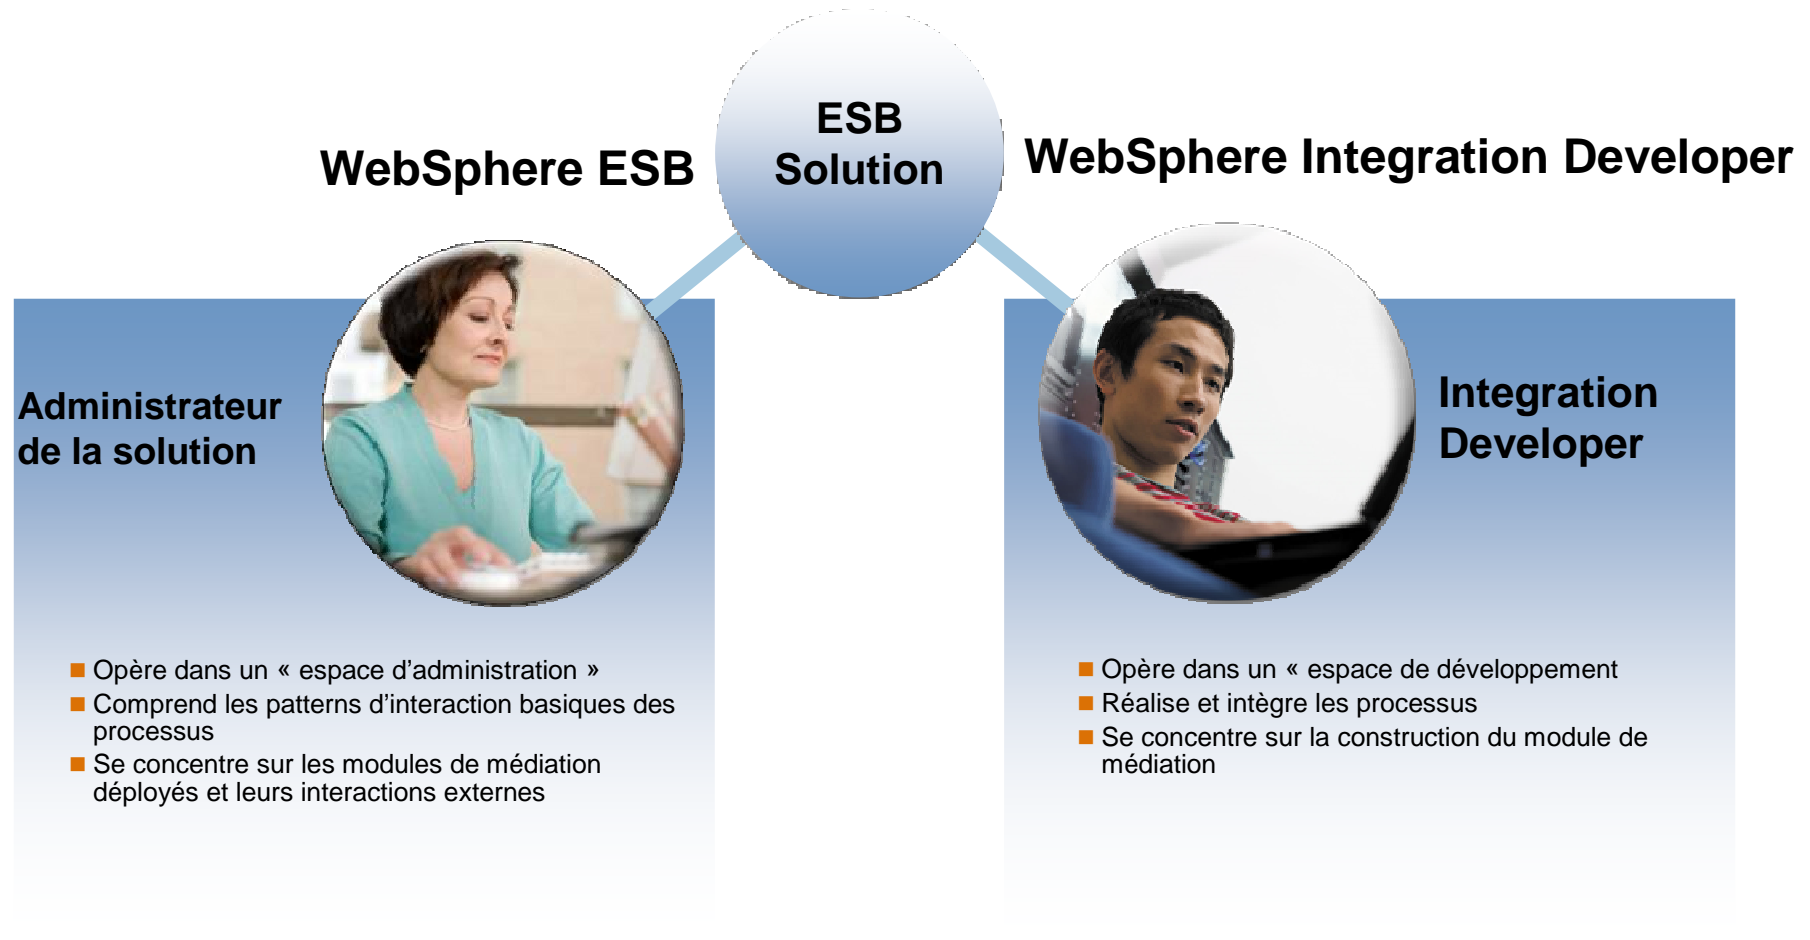 ESB
Solution
WebSphere ESB
WebSphere Integration Developer
Administrateur
de la solution
Opère dans un « espace d’administration »
Comprend les patterns d’interaction basiques des
processus
Se concentre sur les modules de médiation
déployés et leurs interactions externes
Integration
Developer
Opère dans un « espace de développement
Réalise et intègre les processus
Se concentre sur la construction du module de
médiation